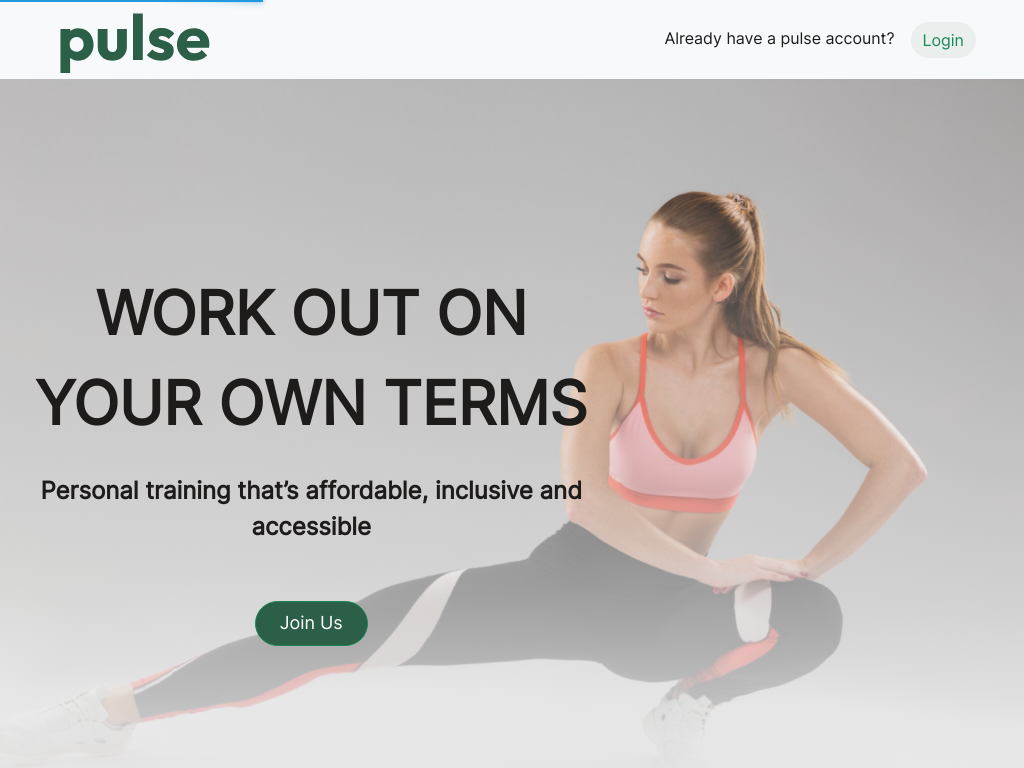 pulse
Already have a pulse account?
Login
WORK OUT ON
YOUR OWN TERMS
Personal training that’s affordable, inclusive and
accessible
Join Us